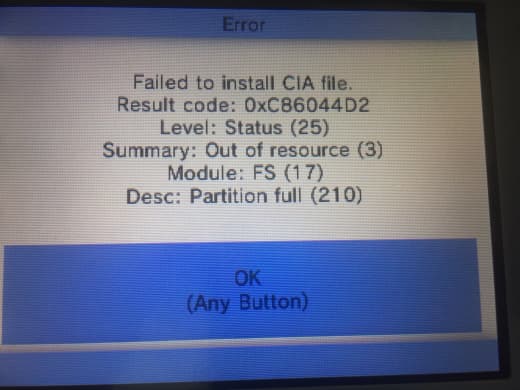 Error
Failed to install CIA file.
Result code: 0xC86044D2
Level: Status (25)
Summary: Out of resource (3)
Module: FS (17)
Desc: Partition full (210)
OK
(Any Button)